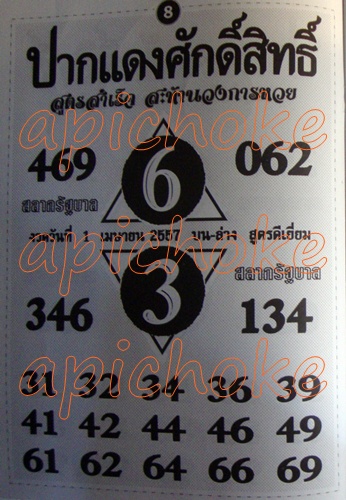 8
ปากแดงศักดิ์สิทธิ์
สูตรสำเร็จ สะท้านวงการหวย
apichoke
469 6 062
สลากรัฐบาล
งวดวันที่ 1 เมษายน 2557 บน-ล่าง สูตรดีเยี่ยม
apichoke
สลากรัฐบาล
346 3 134
apichoke
31 32 34 36 39
41 42 44 46 49
61 62 64 66 69